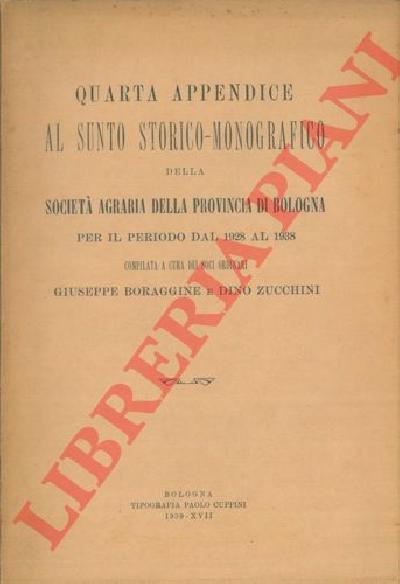 QUARTA APPENDICE
AL SUNTO STORICO-MONOGRAFICO
DELLA
SOCIETÀ AGRARIA DELLA PROVINCIA DI BOLOGNA
PER IL PERIODO DAL 1928 AL 1938
COMPILATA A CURA DEI SOCI ORDINARI
GIUSEPPE BORAGGINE E DINO ZUCCHINI
BOLOGNA
TIPOGRAFIA PAOLO CUPPINI
1939-XVII
LIBRERIA PIANI